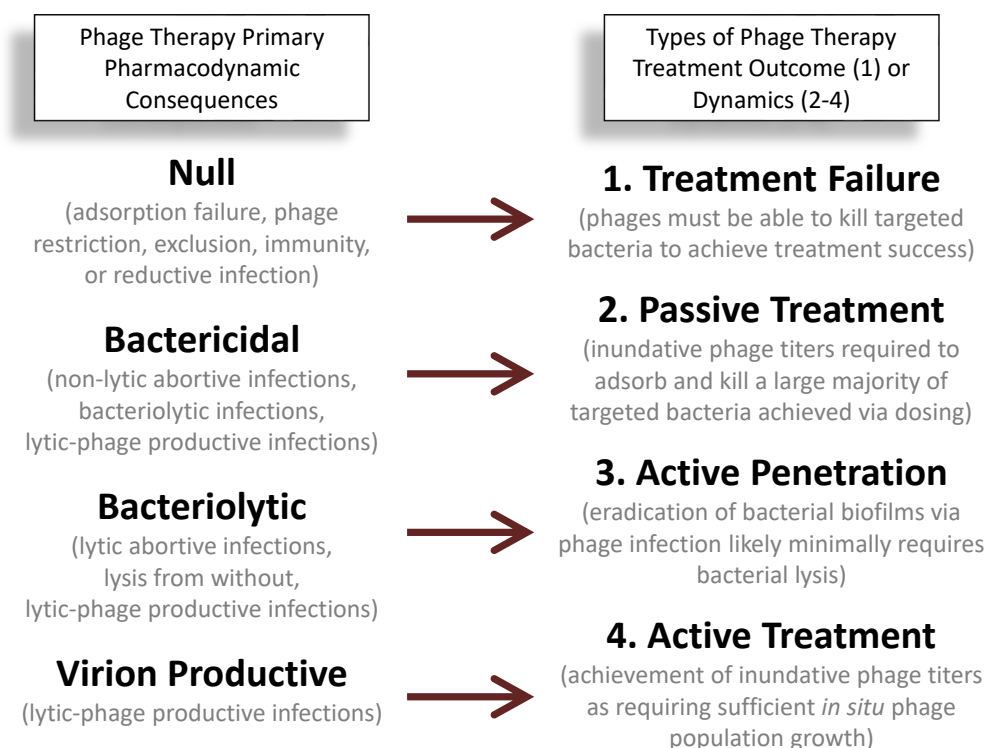 Phage Therapy Primary
Pharmacodynamic
Consequences
Types of Phage Therapy
Treatment Outcome (1) or
Dynamics (2-4)
Null
(adsorption failure, phage
restriction, exclusion, immunity,
or reductive infection)
1. Treatment Failure
(phages must be able to kill targeted
bacteria to achieve treatment success)
Bactericidal
(non-lytic abortive infections,
bacteriolytic infections,
lytic-phage productive infections)
2. Passive Treatment
(inundative phage titers required to
adsorb and kill a large majority of
targeted bacteria achieved via dosing)
Bacteriolytic
(lytic abortive infections,
lysis from without,
lytic-phage productive infections)
3. Active Penetration
(eradication of bacterial biofilms via
phage infection likely minimally requires
bacterial lysis)
Virion Productive
(lytic-phage productive infections)
4. Active Treatment
(achievement of inundative phage titers
as requiring sufficient in situ phage
population growth)